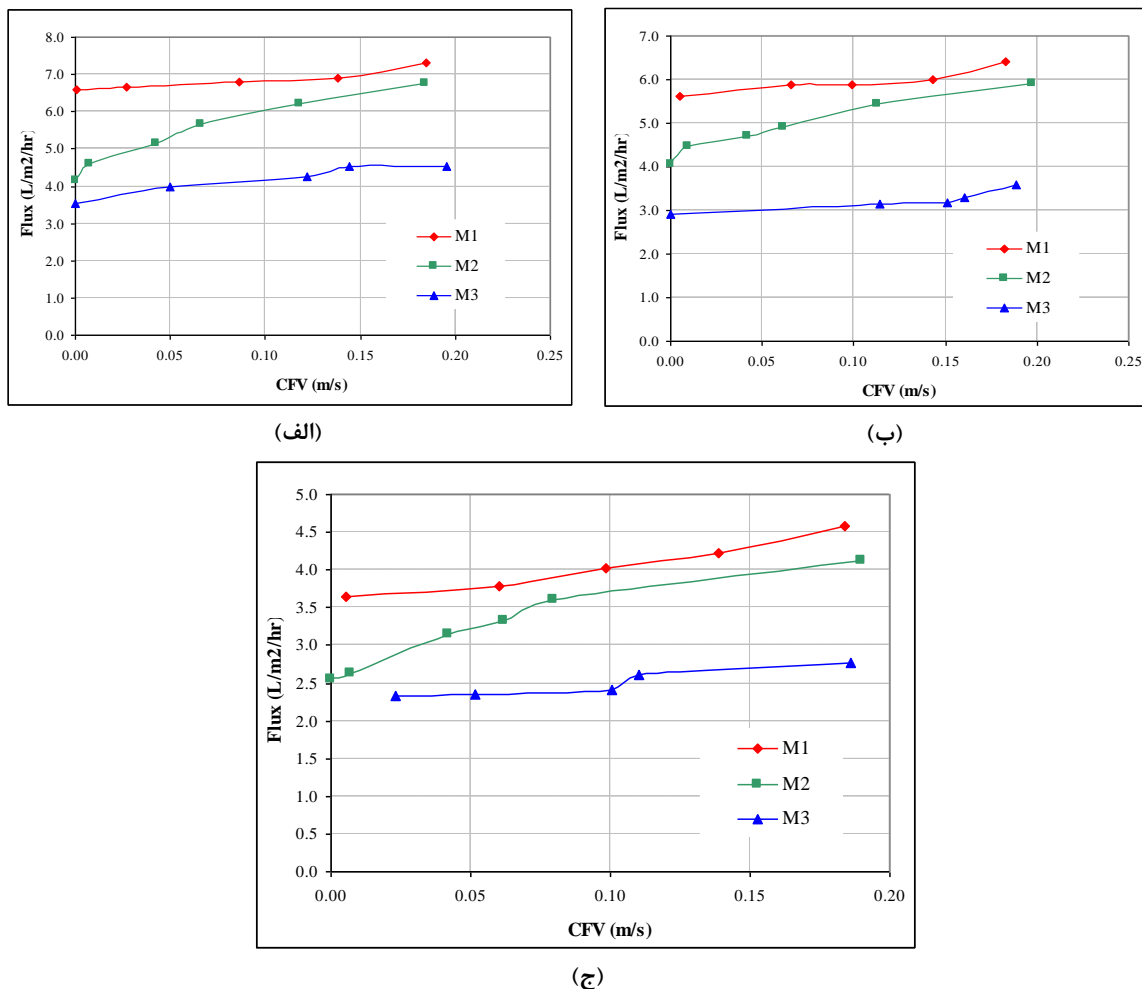 8.0
7.0
6.0
5.0
4.0
3.0
2.0
1.0
0.0
Flux (L/m2/hr)
0.00 0.05 0.10 0.15 0.20 0.25
CFV (m/s)
M1
M2
M3
(الف)
7.0
6.0
5.0
4.0
3.0
2.0
1.0
0.0
Flux (L/m2/hr)
0.00 0.05 0.10 0.15 0.20 0.25
CFV (m/s)
M1
M2
M3
(ب)
5.0
4.5
4.0
3.5
3.0
2.5
2.0
1.5
1.0
0.5
0.0
Flux (L/m2/hr)
0.00 0.05 0.10 0.15 0.20
CFV (m/s)
M1
M2
M3
(ج)